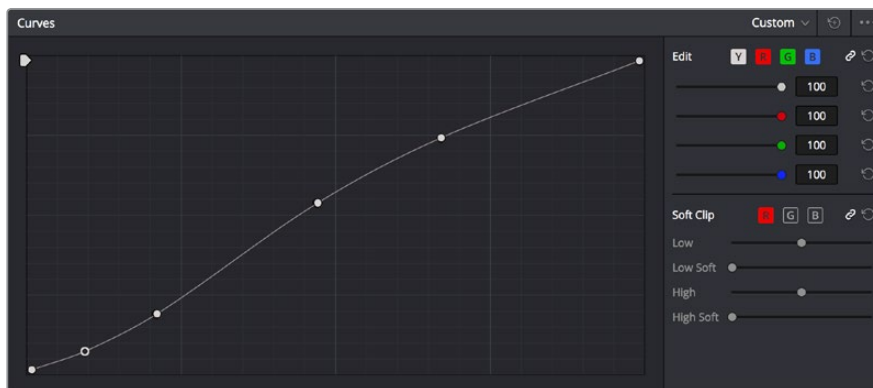 Curves
Custom
Edit Y R G B
100
100
100
100
Soft Clip R G B
Low
Low Soft
High
High Soft